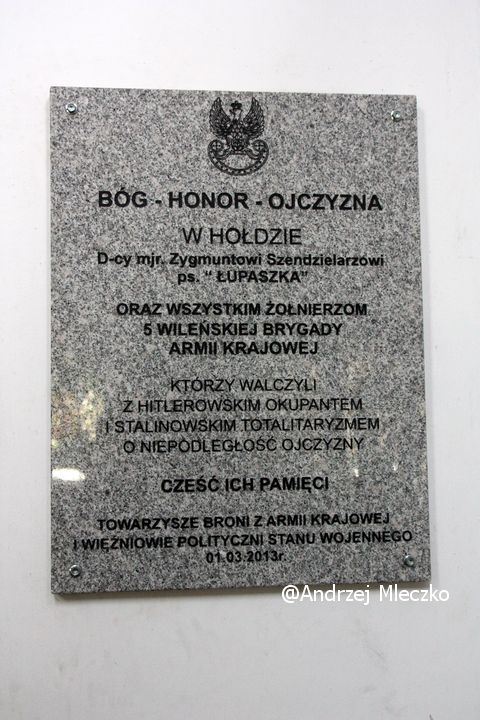 BÓG - HONOR - OJCZYZNA
W HOŁDZIE
D-cy mjr. Zygmuntowi Szendzielarzowi
ps. " ŁUPASZKA"
ORAZ WSZYSTKIM ŻOŁNIERZOM
5 WILEŃSKIEJ BRYGADY
ARMII KRAJOWEJ
KTÓRZY WALCZYLI
Z HITLEROWSKIM OKUPANTEM
I STALINOWSKIM TOTALITARYZMEM
O NIEPODLEGŁOŚĆ OJCZYZNY
CZEŚĆ ICH PAMIĘCI
TOWARZYSZE BRONI Z ARMII KRAJOWEJ
I WIĘŹNIOWIE POLITYCZNI STANU WOJENNEGO
01.03.2013r.
@Andrzej Mleczko